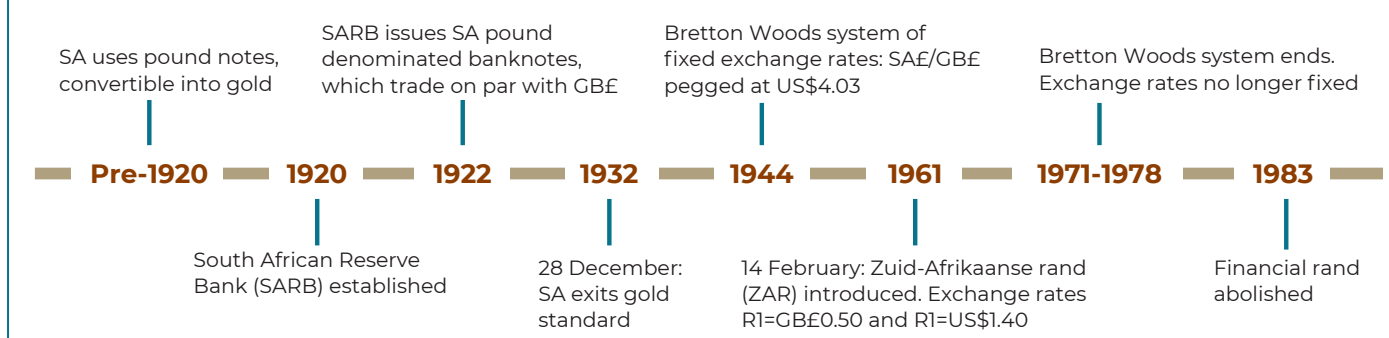 SA uses pound notes,
convertible into gold
SARB issues SA pound
denominated banknotes,
which trade on par with GB£
Bretton Woods system of
fixed exchange rates: SA£/GB£
pegged at US$4.03
Bretton Woods system ends.
Exchange rates no longer fixed
Pre-1920 1920 1922 1932 1944 1961 1971-1978 1983
South African Reserve
Bank (SARB) established
28 December:
SA exits gold
standard
14 February: Zuid-Afrikaanse rand
(ZAR) introduced. Exchange rates
R1=GB£0.50 and R1=US$1.40
Financial rand
abolished